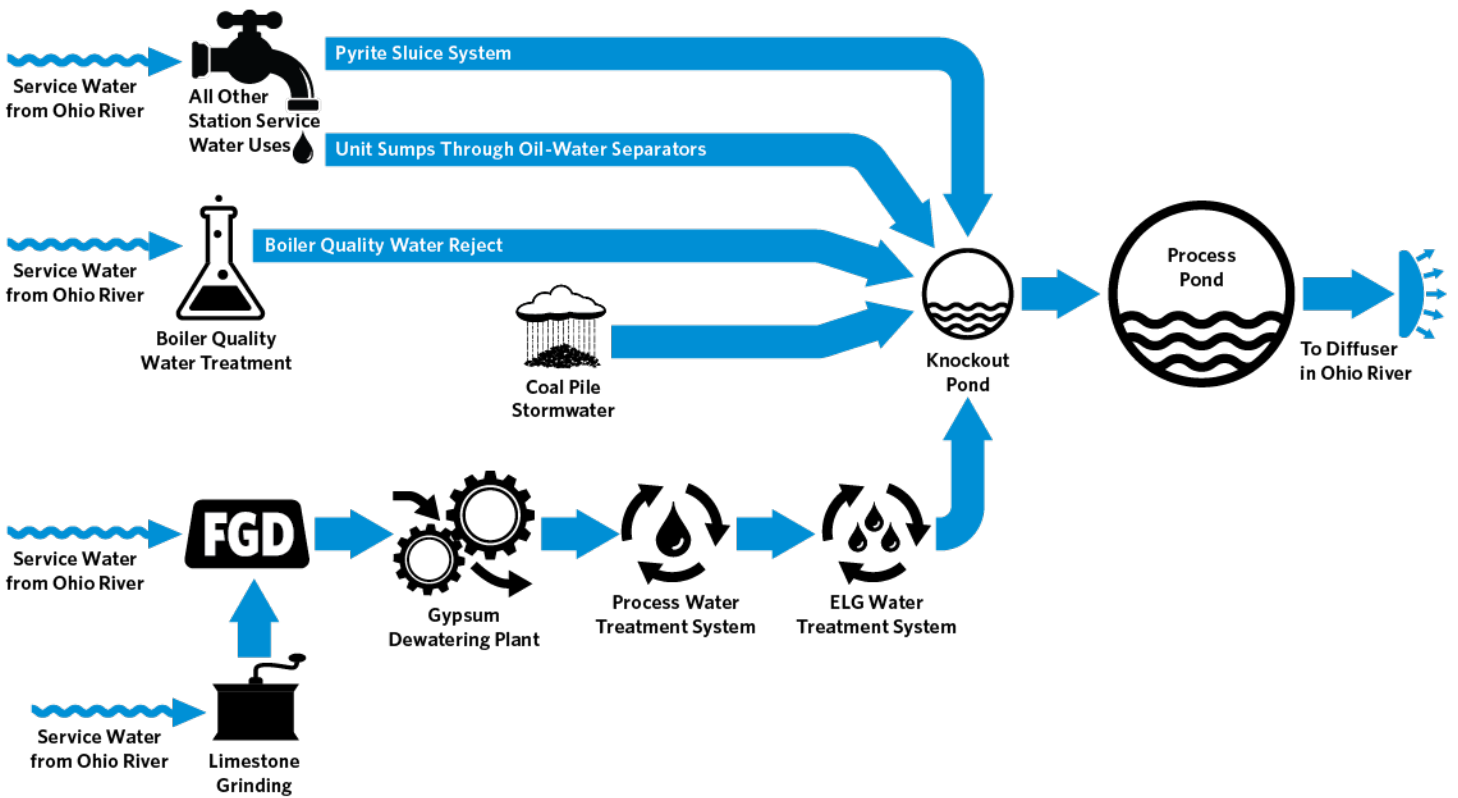 Pyrite Sluice System
Service Water
from Ohio River
All Other
Station Service
Water Uses
Unit Sumps Through Oil-Water Separators
Service Water
from Ohio River
Boiler Quality Water Reject
Boiler Quality
Water Treatment
Coal Pile
Stormwater
Knockout
Pond
Process
Pond
To Diffuser
in Ohio River
Service Water
from Ohio River
FGD
Gypsum
Dewatering Plant
Process Water
Treatment System
ELG Water
Treatment System
Service Water
from Ohio River
Limestone
Grinding